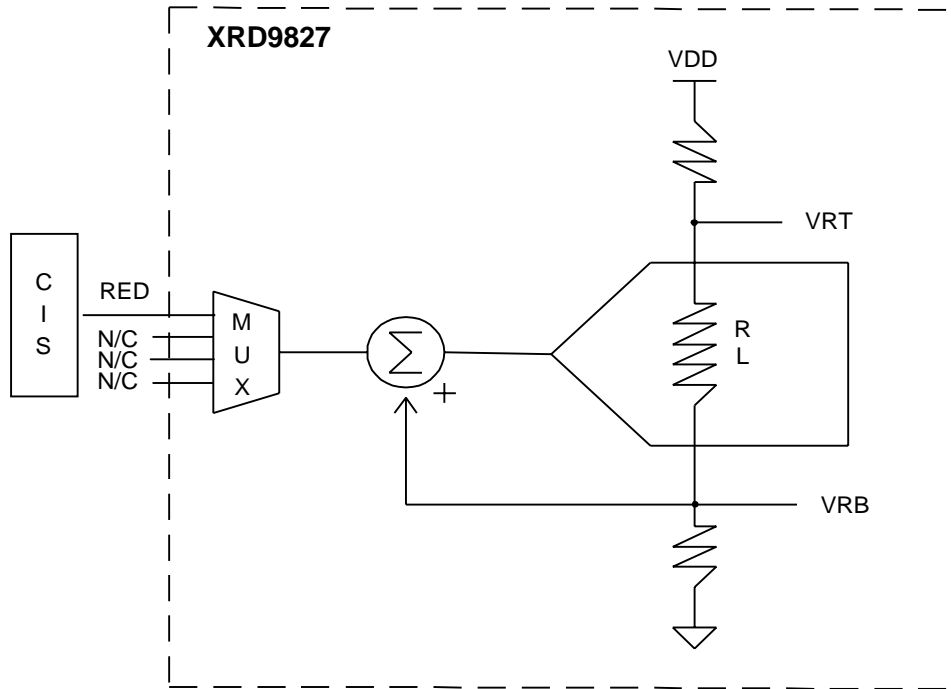 XRD9827
VDD
VRT
C
I
S
RED
N/C
N/C
N/C
M
U
X
Σ
+
R
L
VRB